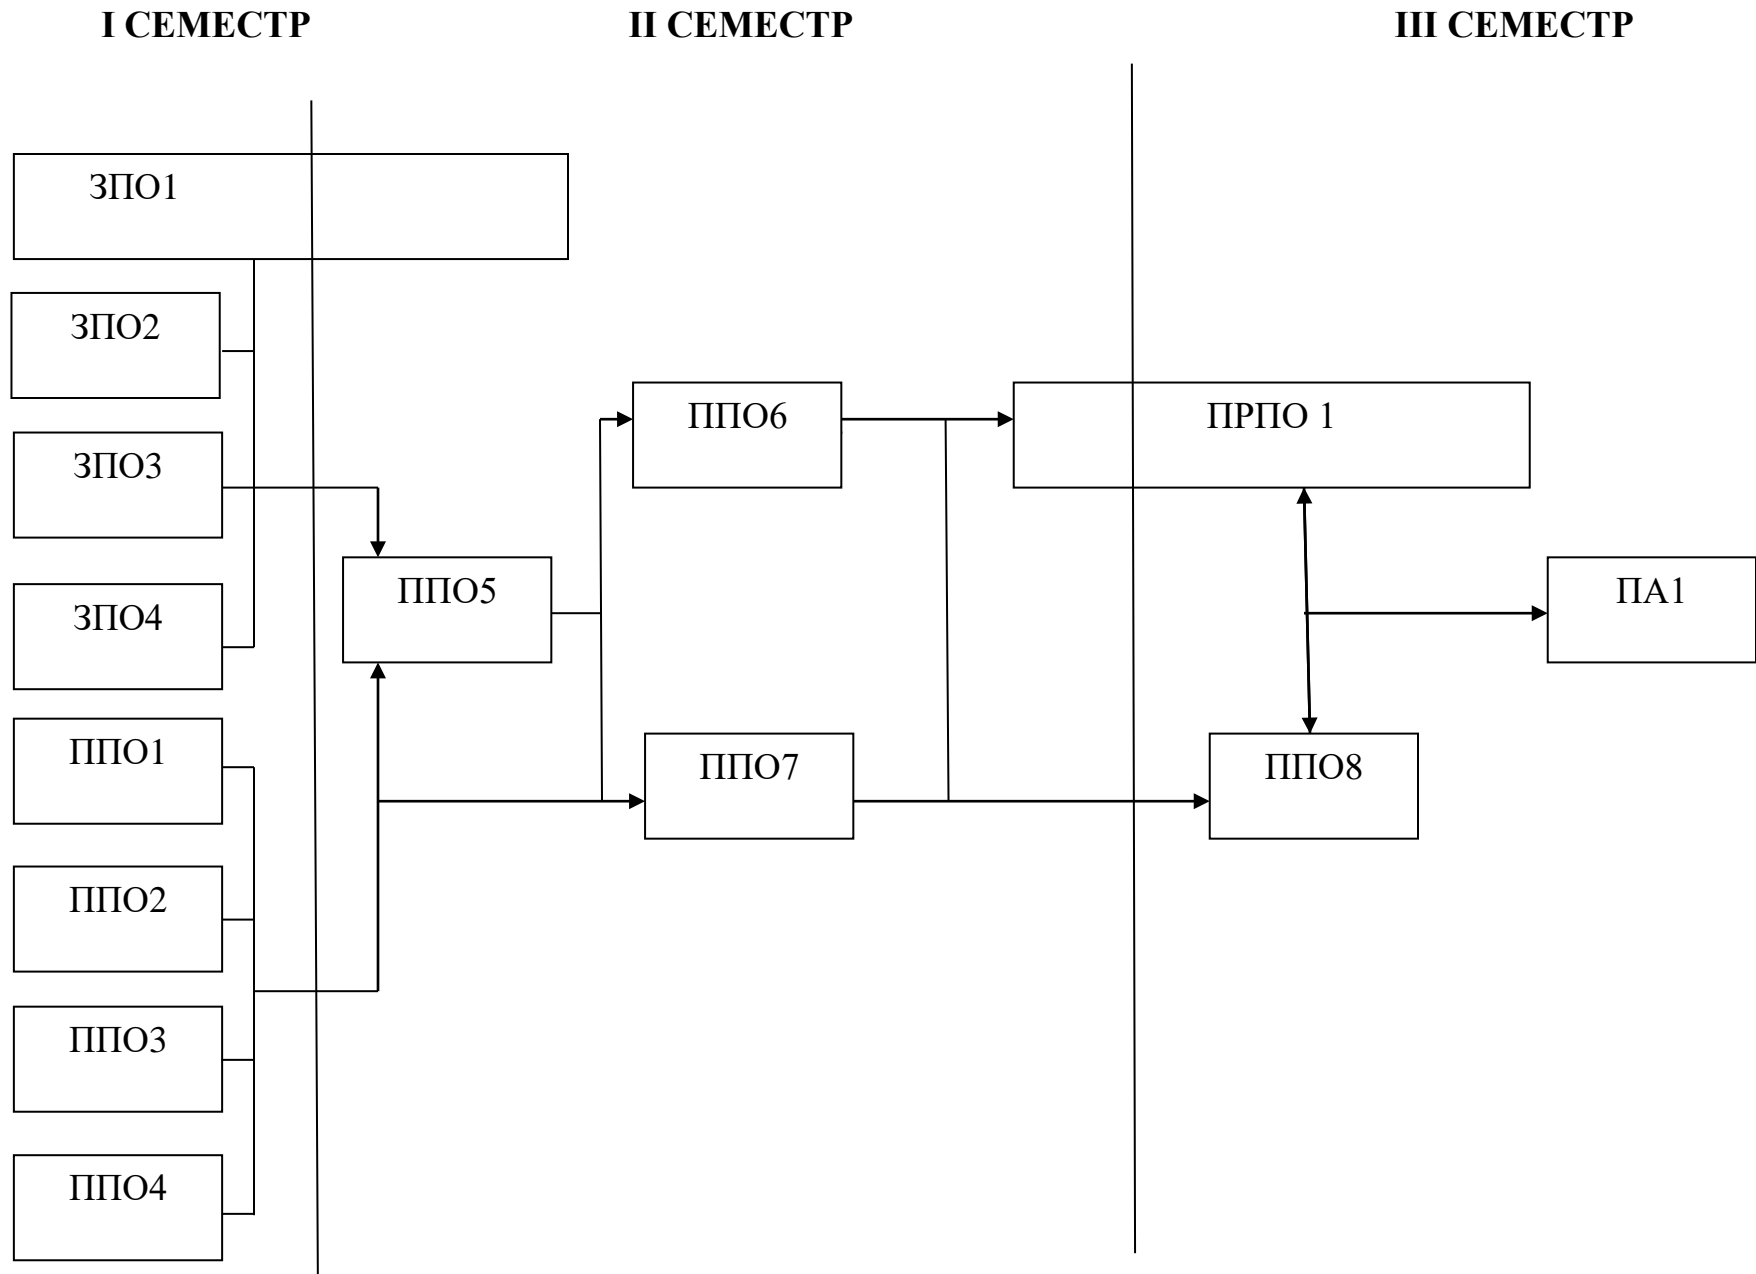 I СЕМЕСТР
II СЕМЕСТР
III СЕМЕСТР
ЗПО1
ЗПО2
ЗПО3
ЗПО4
ППО1
ППО2
ППО3
ППО4
ППО5
ППО6
ППО7
ПРПО 1
ППО8
ПА1